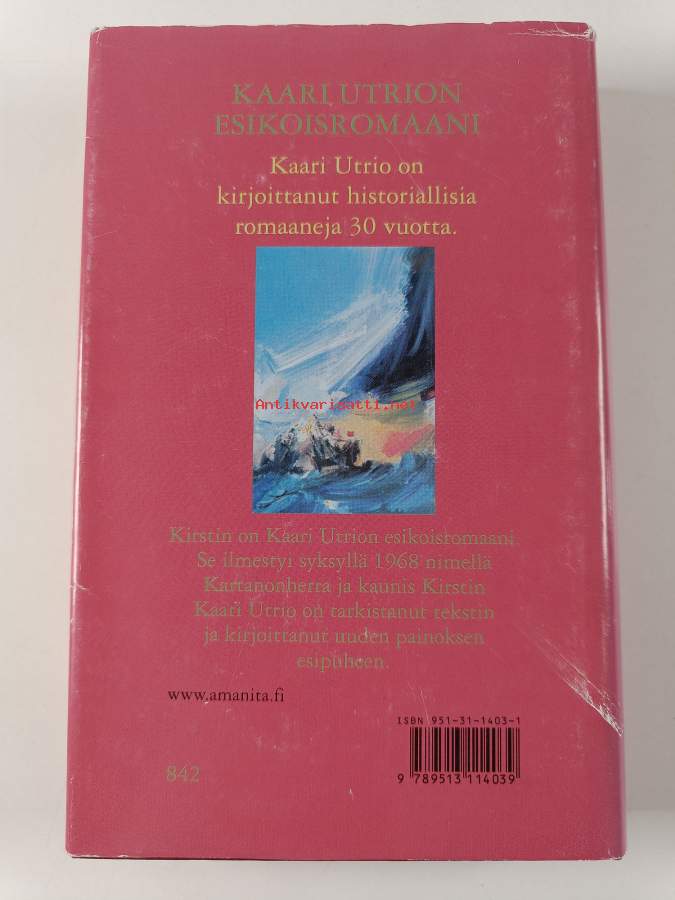 KAARI UTRION
ESIKOISROMAANI
Kaari Utrio on
kirjoittanut historiallisia
romaaneja 30 vuotta.
Antikvarisatti.net
Kirstin on Kaari Utrion esikoisromaani.
Se ilmestyi syksyllä 1968 nimellä
Kartanonherra ja kaunis Kirstin
Kaari Utrio on tarkistanut tekstin
ja kirjoittanut uuden painoksen
esipuheen.
www.amanita.fi
ISBN 951-31-1403-1
842
9 789513 114039